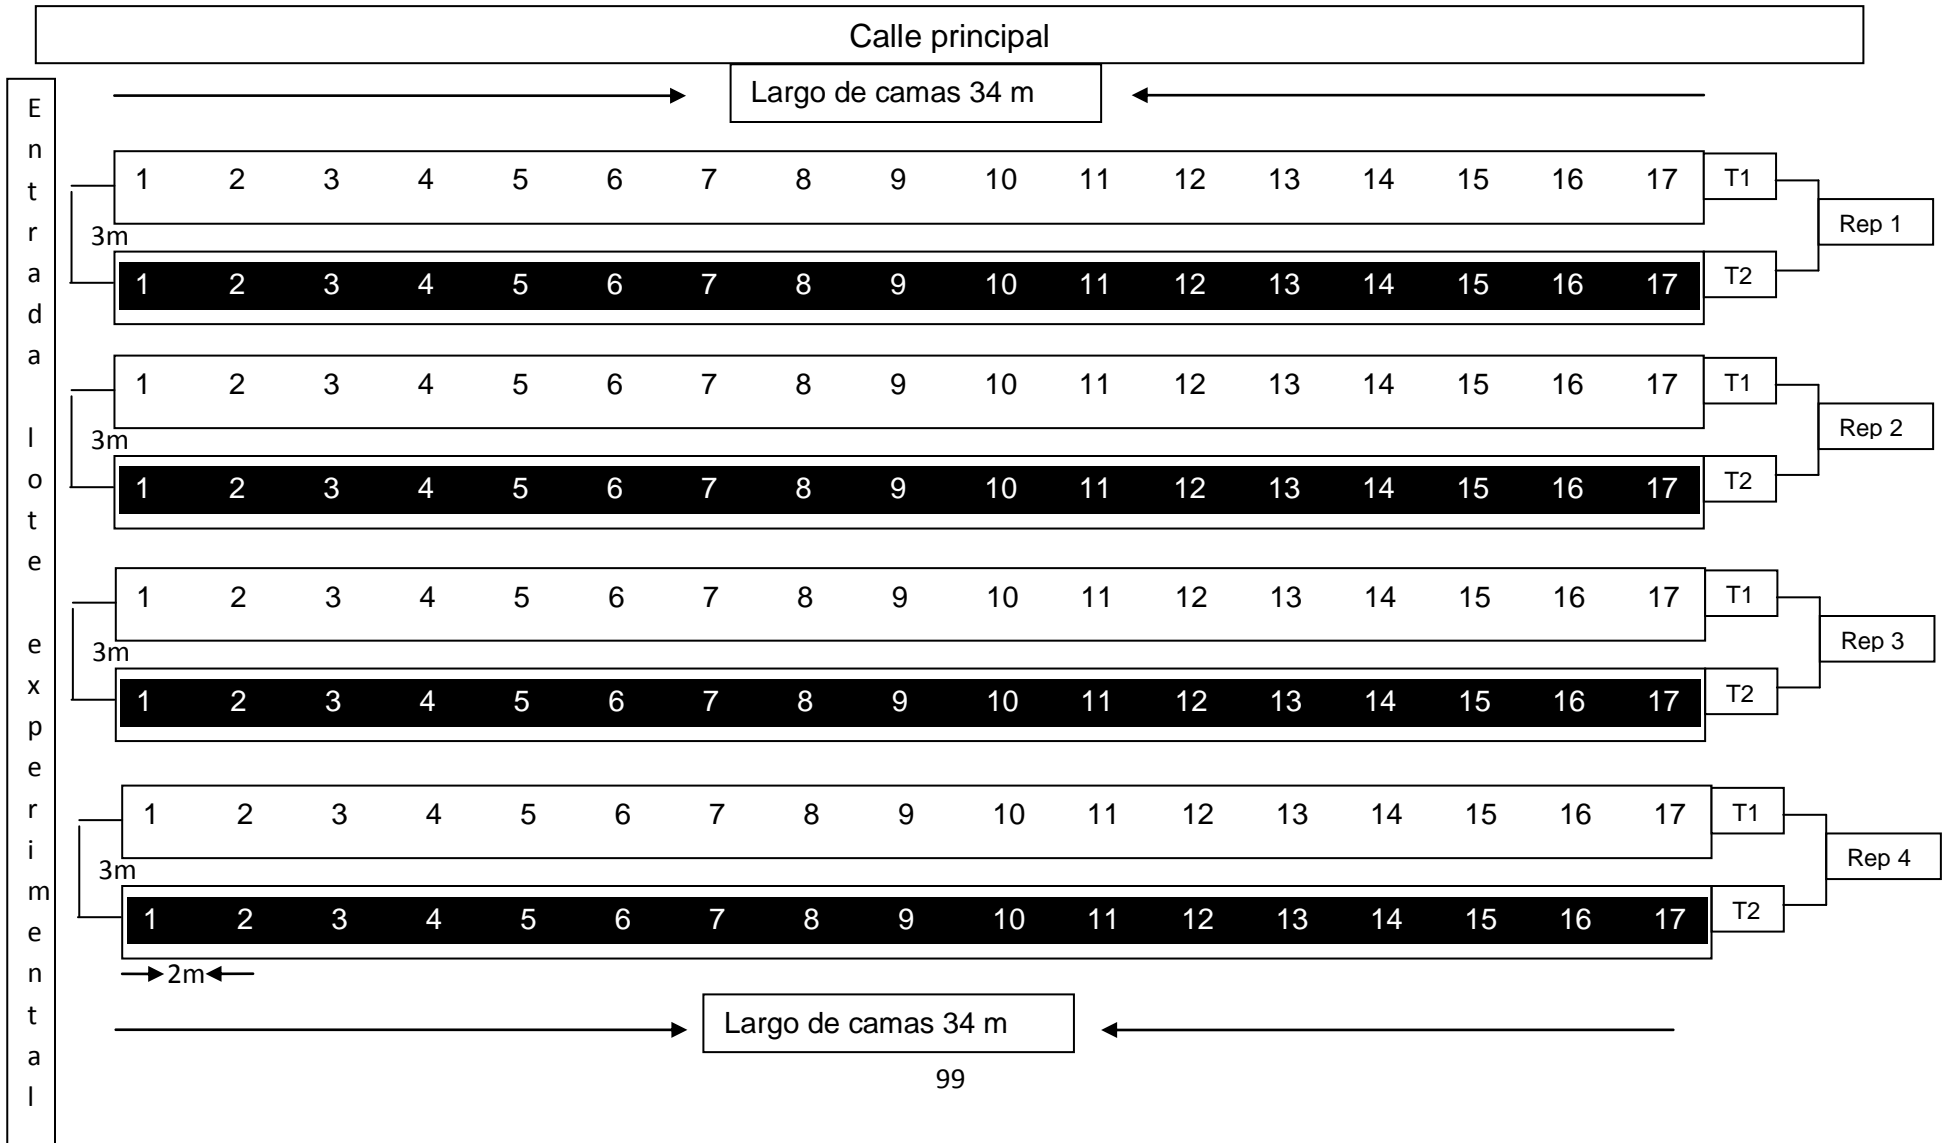 Calle principal
Largo de camas 34 m
Entrada lote experimental
1 2 3 4 5 6 7 8 9 10 11 12 13 14 15 16 17 T1
3m
Rep 1
1 2 3 4 5 6 7 8 9 10 11 12 13 14 15 16 17 T2
1 2 3 4 5 6 7 8 9 10 11 12 13 14 15 16 17 T1
3m
Rep 2
1 2 3 4 5 6 7 8 9 10 11 12 13 14 15 16 17 T2
1 2 3 4 5 6 7 8 9 10 11 12 13 14 15 16 17 T1
3m
Rep 3
1 2 3 4 5 6 7 8 9 10 11 12 13 14 15 16 17 T2
1 2 3 4 5 6 7 8 9 10 11 12 13 14 15 16 17 T1
3m
Rep 4
1 2 3 4 5 6 7 8 9 10 11 12 13 14 15 16 17 T2
2m
Largo de camas 34 m
99